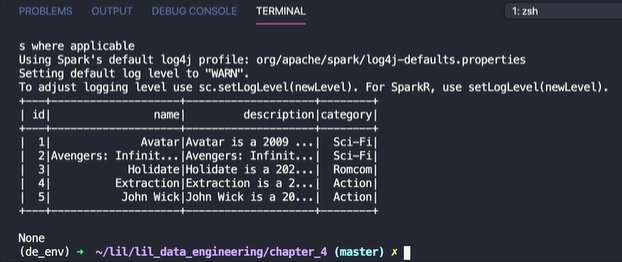 PROBLEMS OUTPUT DEBUG CONSOLE TERMINAL 1: zsh
s where applicable
Using Spark's default log4j profile: org/apache/spark/log4j-defaults.properties
Setting default log level to "WARN".
To adjust logging level use sc.setLogLevel(newLevel). For SparkR, use setLogLevel(newLevel).
+---+--------------------+--------------------+--------+
| id|                name|         description|category|
+---+--------------------+--------------------+--------+
|  1|              Avatar|Avatar is a 2009 ...|  Sci-Fi|
|  2|Avengers: Infinit...|Avengers: Infinit...|  Sci-Fi|
|  3|            Holidate|Holidate is a 202...|  Romcom|
|  4|          Extraction|Extraction is a 2...|  Action|
|  5|           John Wick|John Wick is a 20...|  Action|
+---+--------------------+--------------------+--------+
None
(de_env) ➜ ~/lil/lil_data_engineering/chapter_4 (master) ✗